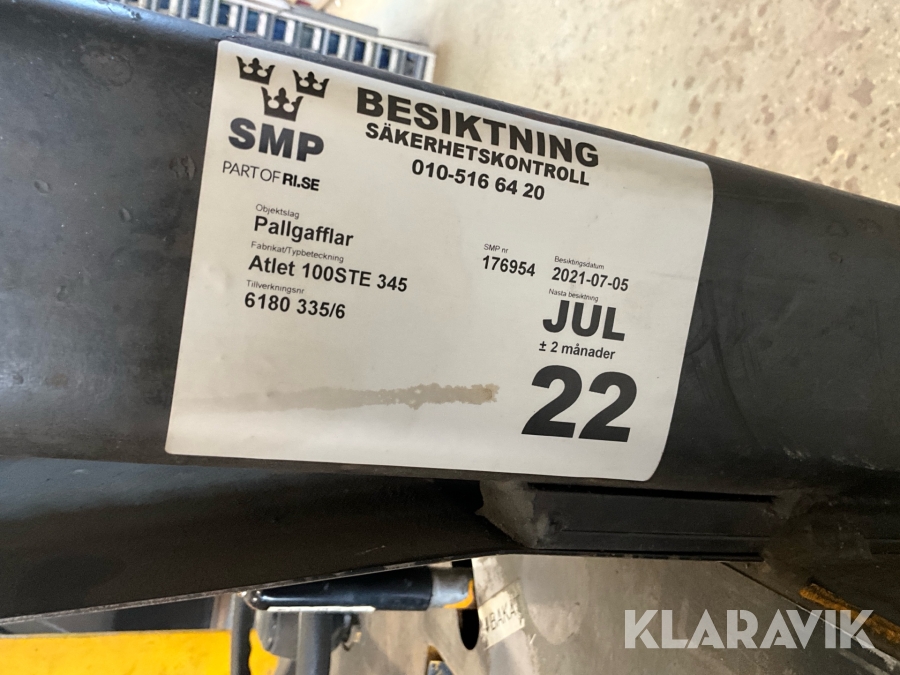 SMP
PART OF RI.SE
BESIKTNING
SÄKERHETSKONTROLL
010-516 64 20
Objektslag
Pallgafflar
Fabrikat/Typbeteckning
Atlet 100STE 345
Tillverkningsnr
6180 335/6
SMP nr
176954
Besiktningsdatum
2021-07-05
Nästa besiktning
JUL
± 2 månader
22
KLARAVIK